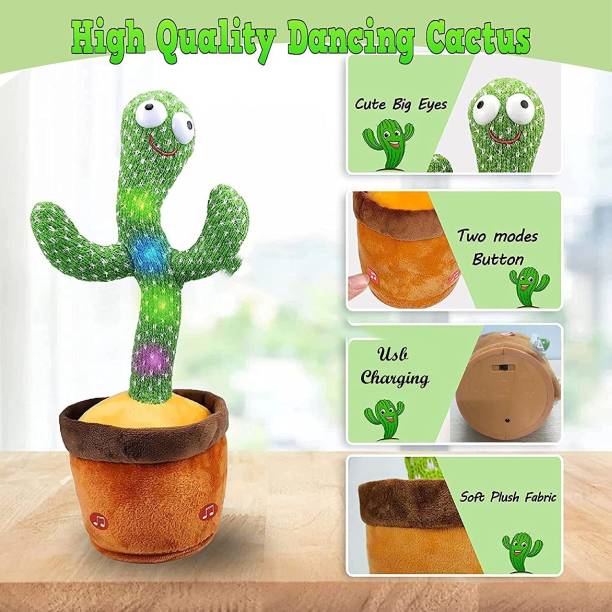 High Quality Dancing Cactus
Cute Big Eyes
Two modes
Button
Usb
Charging
Soft Plush Fabric